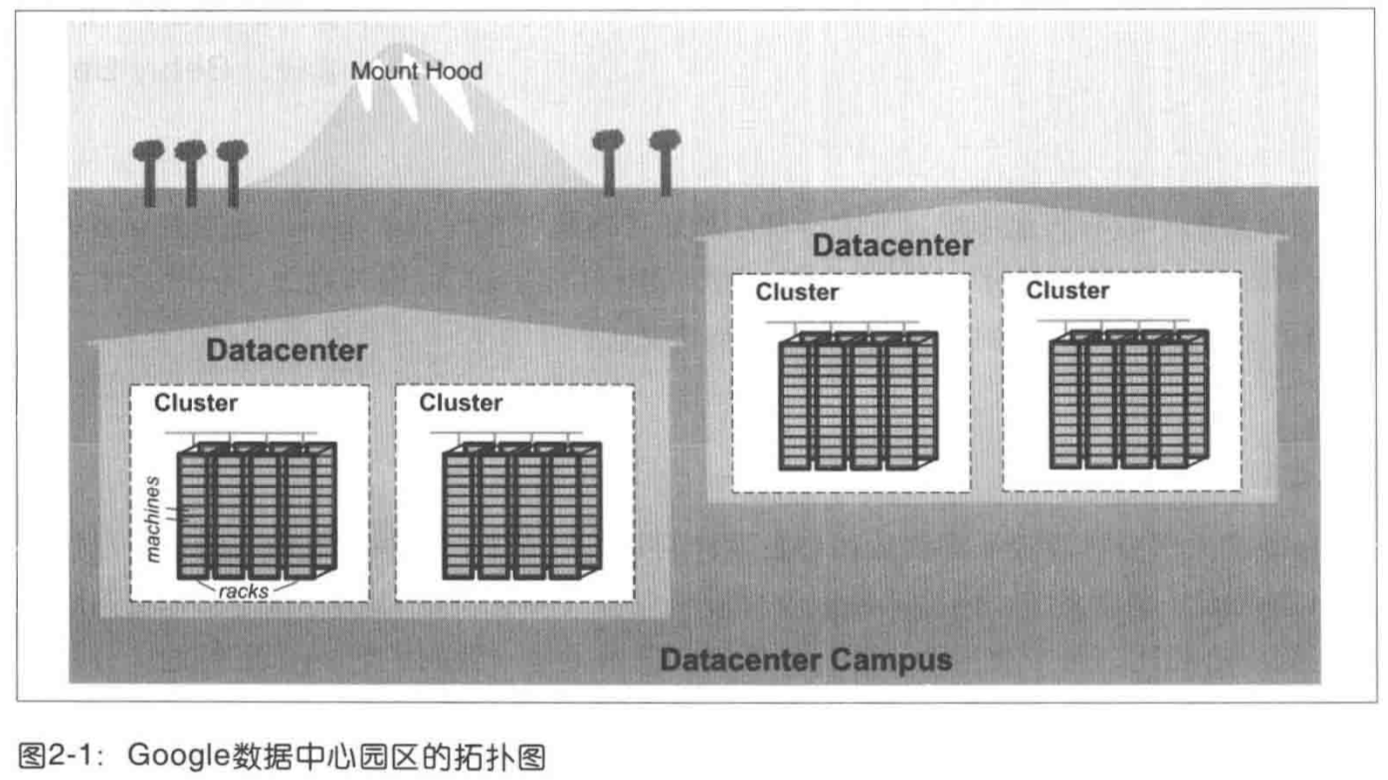 Mount Hood
Datacenter
Cluster
Cluster
Datacenter
Cluster
Cluster
machines
racks
Datacenter Campus
图2-1：Google数据中心园区的拓扑图